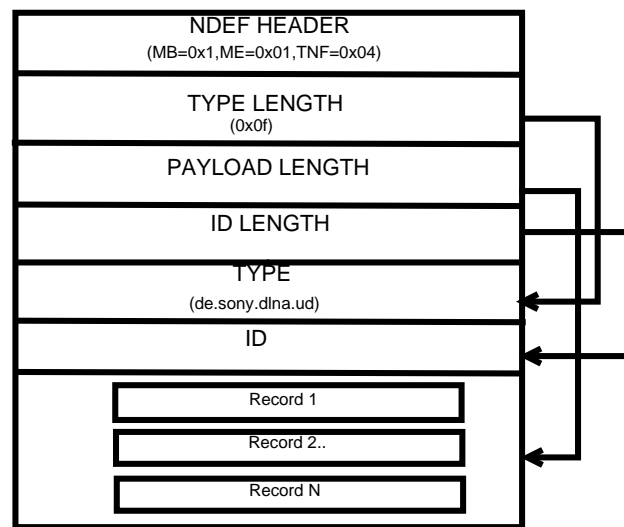 NDEF HEADER
(MB=0x1,ME=0x01,TNF=0x04)
TYPE LENGTH
(0x0f)
PAYLOAD LENGTH
ID LENGTH
TYPE
(de.sony.dlna.ud)
ID
Record 1
Record 2..
Record N